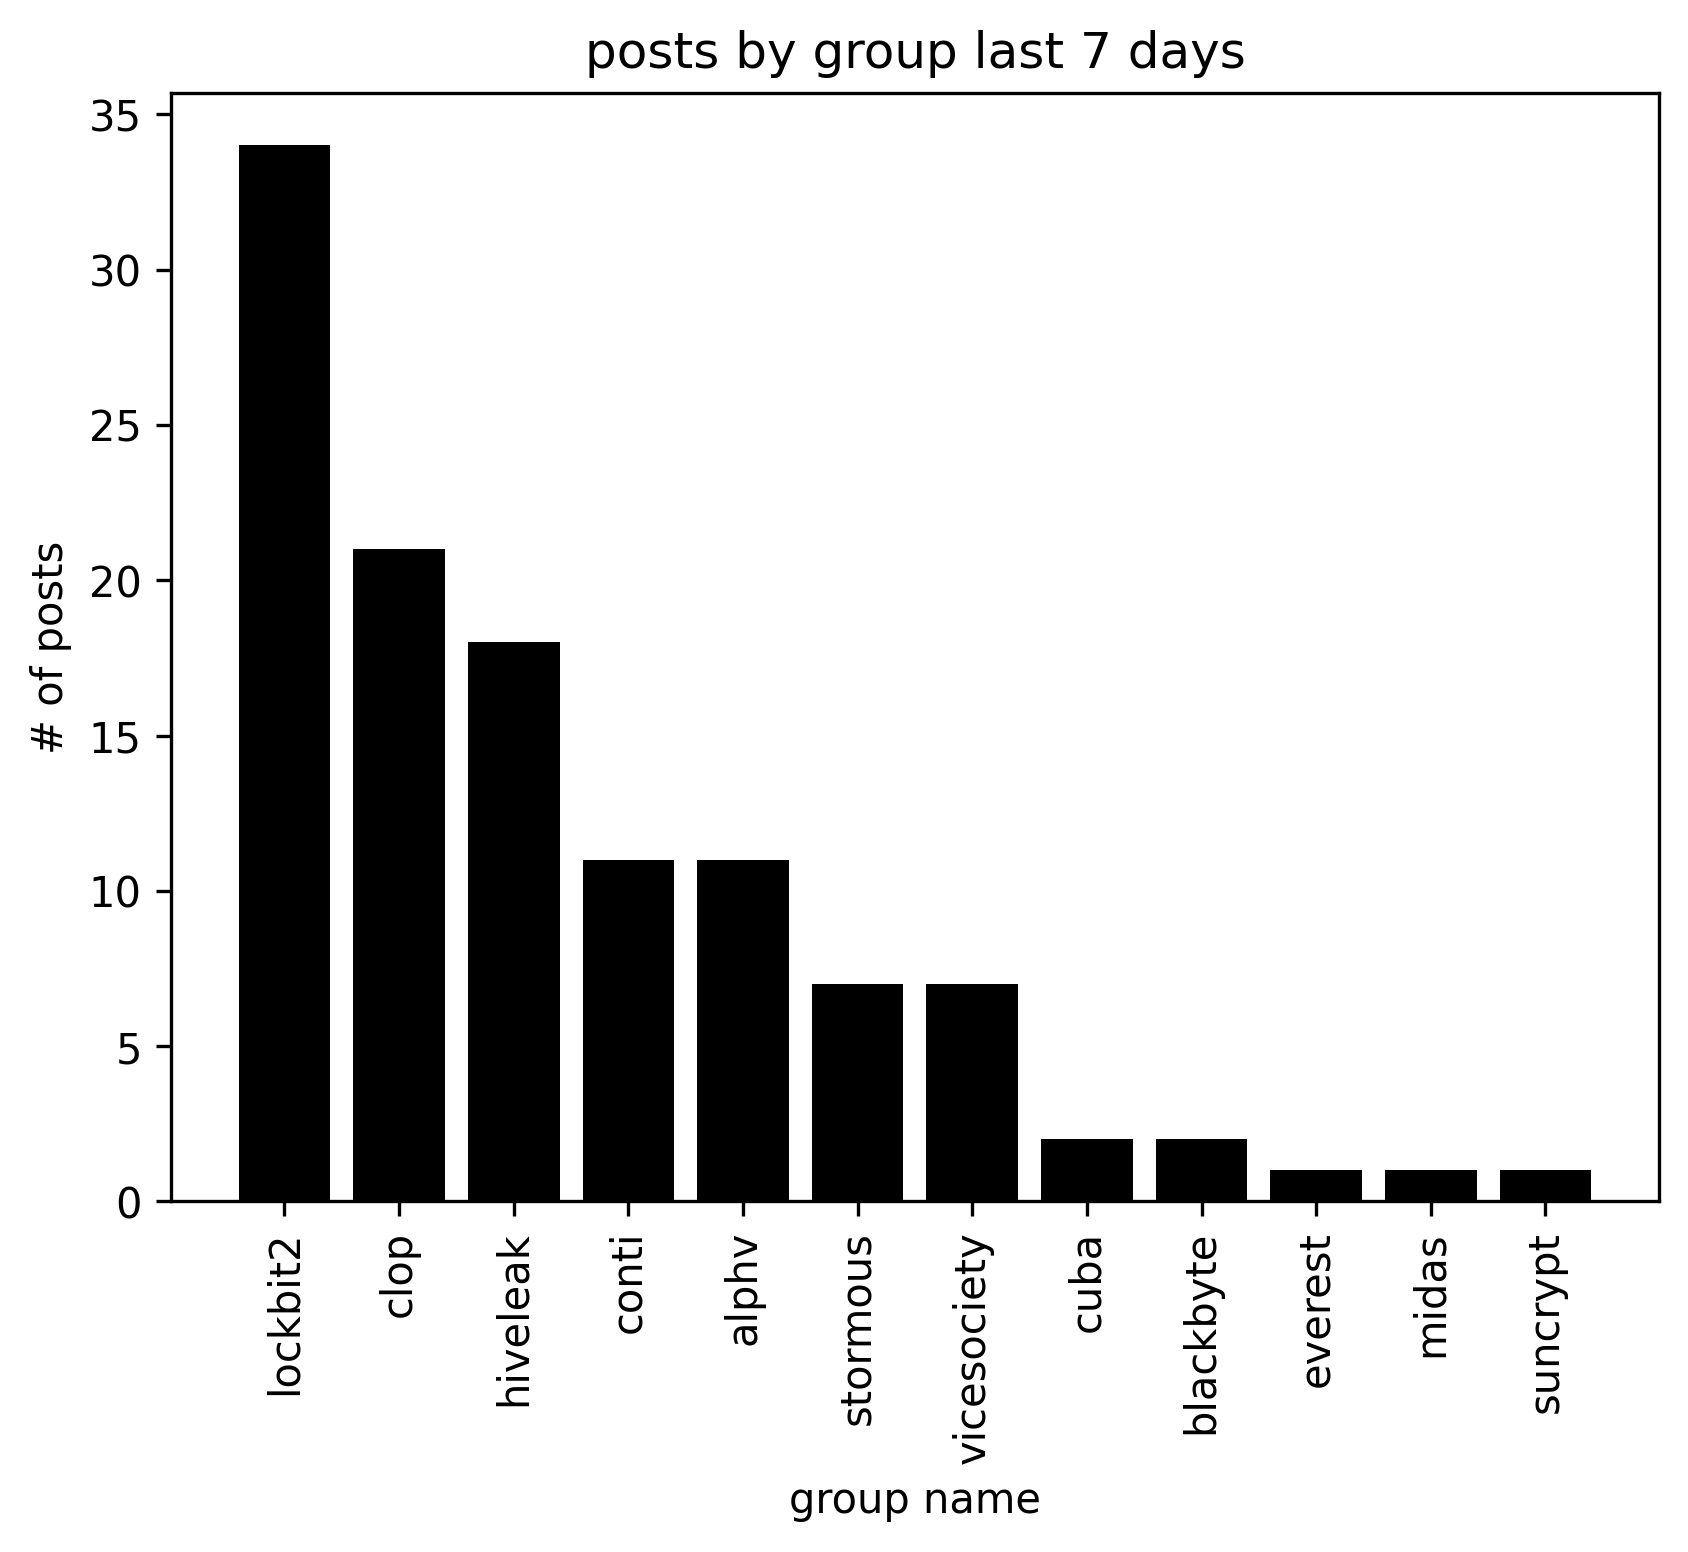 posts by group last 7 days
35
30
25
20
15
10
5
0
# of posts
lockbit2
clop
hiveleak
conti
alphv
stormous
vicesociety
cuba
blackbyte
everest
midas
suncrypt
group name